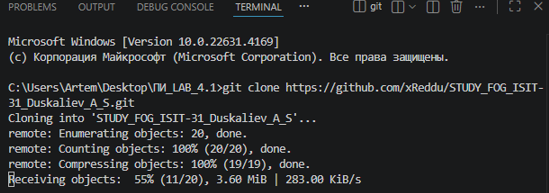 PROBLEMS OUTPUT DEBUG CONSOLE TERMINAL git
Microsoft Windows [Version 10.0.22631.4169]
(c) Корпорация Майкрософт (Microsoft Corporation). Все права защищены.
C:\Users\Artem\Desktop\ПИ_LAB_4.1>git clone https://github.com/xReddu/STUDY_FOG_ISIT-
31_Duskaliev_A_S.git
Cloning into 'STUDY_FOG_ISIT-31_Duskaliev_A_S'...
remote: Enumerating objects: 20, done.
remote: Counting objects: 100% (20/20), done.
remote: Compressing objects: 100% (19/19), done.
Receiving objects:  55% (11/20), 3.60 MiB | 283.00 KiB/s